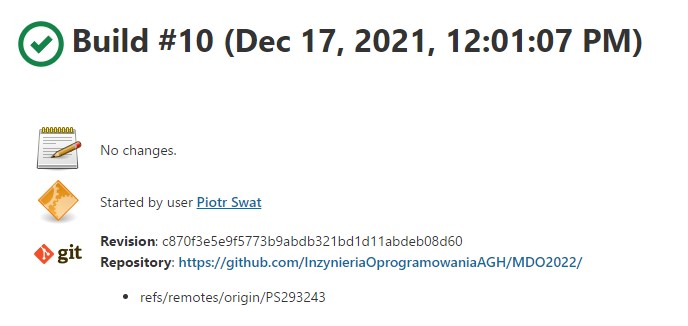 Build #10 (Dec 17, 2021, 12:01:07 PM)
No changes.
Started by user Piotr Swat
git
Revision: c870f3e5e9f5773b9abdb321bd1d11abdeb08d60
Repository: https://github.com/InzynieriaOprogramowaniaAGH/MDO2022/
• refs/remotes/origin/PS293243